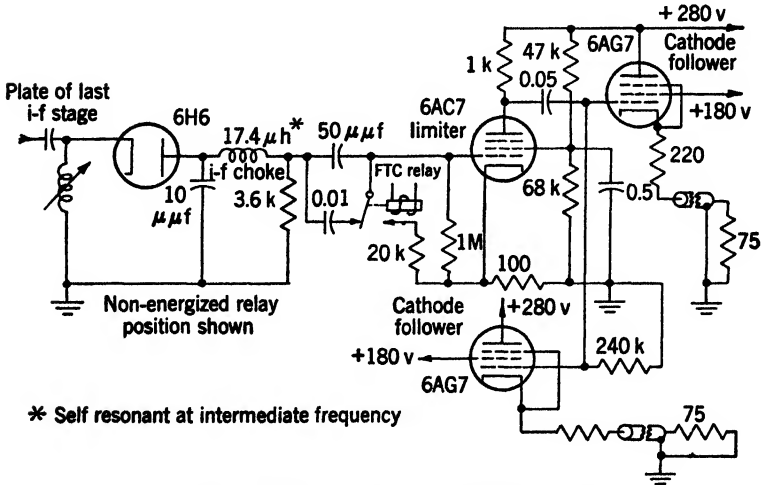 + 280 v
Cathode
follower
6AG7
47 k
1 k
0.05
Plate of last
i-f stage
6H6
17.4 μh*
50 μμf
6AC7
limiter
+180 v
i-f choke
FTC relay
220
10
μμf
3.6 k
0.01
68 k
0.5
20 k
1M
75
100
Non-energized relay
position shown
Cathode
follower
+280 v
+180 v
240 k
6AG7
* Self resonant at intermediate frequency
75